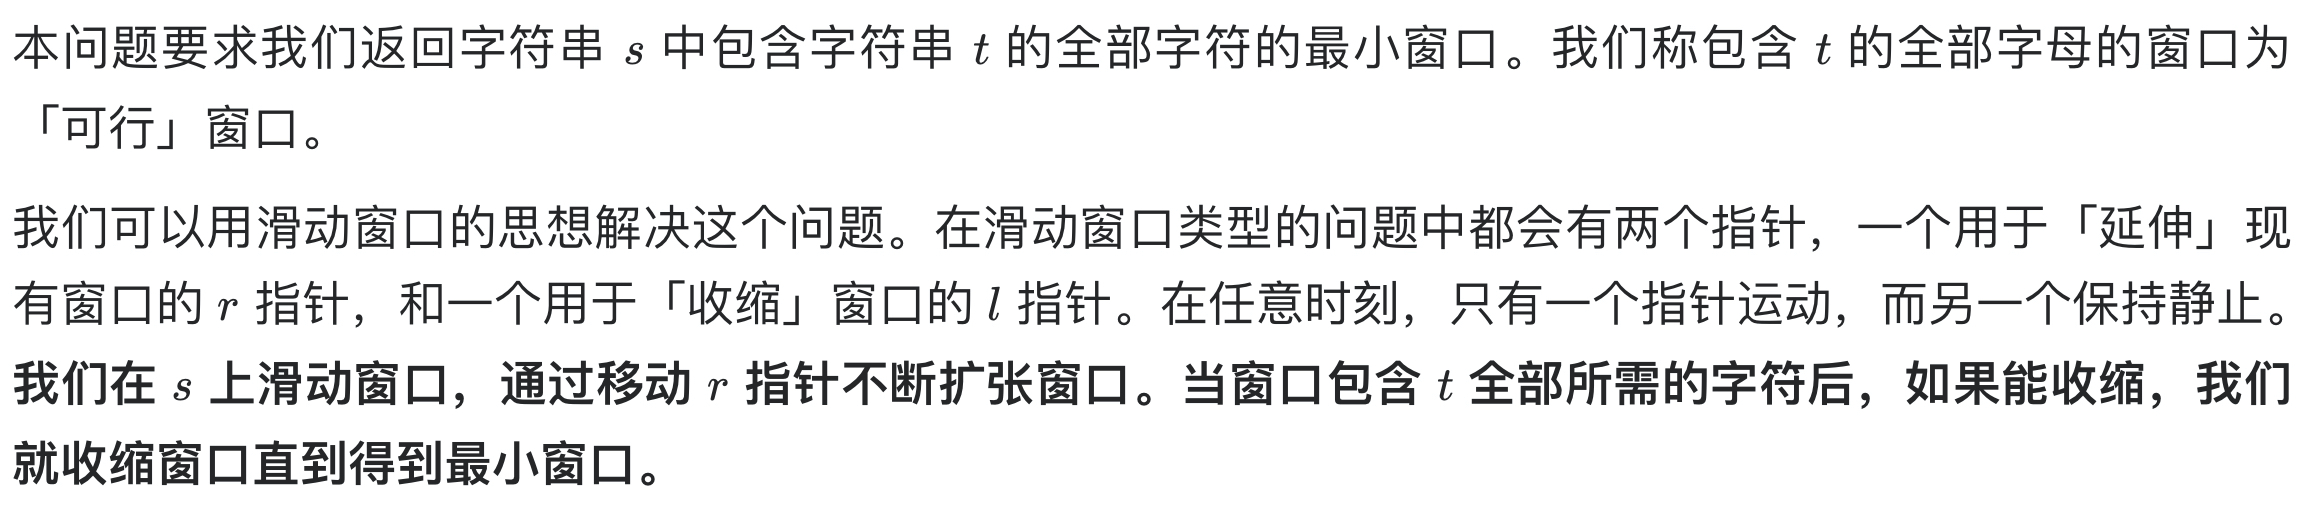 本问题要求我们返回字符串 s 中包含字符串 t 的全部字符的最小窗口。我们称包含 t 的全部字母的窗口为
「可行」窗口。
我们可以用滑动窗口的思想解决这个问题。在滑动窗口类型的问题中都会有两个指针，一个用于「延伸」现
有窗口的 r 指针，和一个用于「收缩」窗口的 l 指针。在任意时刻，只有一个指针运动，而另一个保持静止。
我们在 s 上滑动窗口，通过移动 r 指针不断扩张窗口。当窗口包含 t 全部所需的字符后，如果能收缩，我们
就收缩窗口直到得到最小窗口。